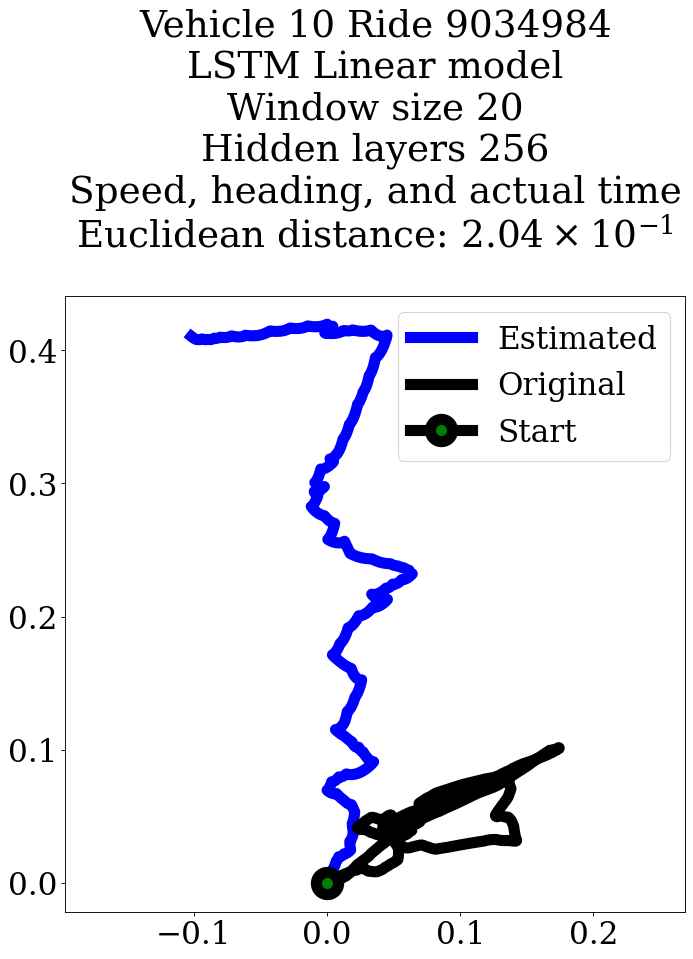 Vehicle 10 Ride 9034984
LSTM Linear model
Window size 20
Hidden layers 256
Speed, heading, and actual time
Euclidean distance: 2.04 × 10⁻¹
Estimated
Original
Start
0.4
0.3
0.2
0.1
0.0
−0.1 0.0 0.1 0.2